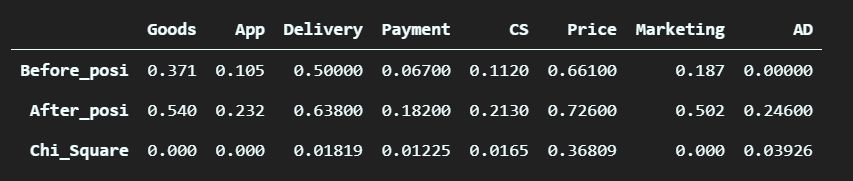 Goods App Delivery Payment CS Price Marketing AD
Before_posi 0.371 0.105 0.50000 0.06700 0.1120 0.66100 0.187 0.00000
After_posi 0.540 0.232 0.63800 0.18200 0.2130 0.72600 0.502 0.24600
Chi_Square 0.000 0.000 0.01819 0.01225 0.0165 0.36809 0.000 0.03926